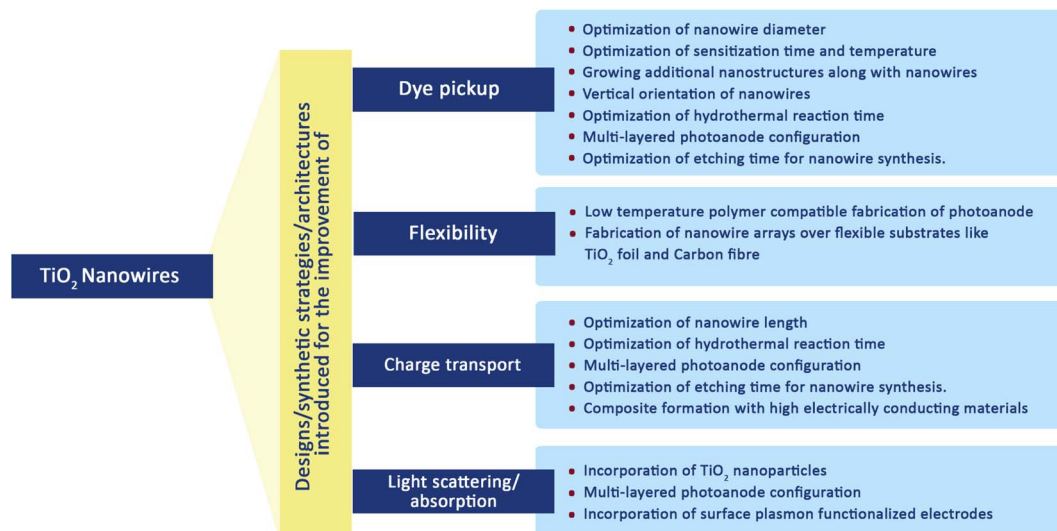 TiO₂ Nanowires
Designs/synthetic strategies/architectures
introduced for the improvement of
Dye pickup
• Optimization of nanowire diameter
• Optimization of sensitization time and temperature
• Growing additional nanostructures along with nanowires
• Vertical orientation of nanowires
• Optimization of hydrothermal reaction time
• Multi-layered photoanode configuration
• Optimization of etching time for nanowire synthesis.
Flexibility
• Low temperature polymer compatible fabrication of photoanode
• Fabrication of nanowire arrays over flexible substrates like
TiO₂ foil and Carbon fibre
Charge transport
• Optimization of nanowire length
• Optimization of hydrothermal reaction time
• Multi-layered photoanode configuration
• Optimization of etching time for nanowire synthesis.
• Composite formation with high electrically conducting materials
Light scattering/
absorption
• Incorporation of TiO₂ nanoparticles
• Multi-layered photoanode configuration
• Incorporation of surface plasmon functionalized electrodes